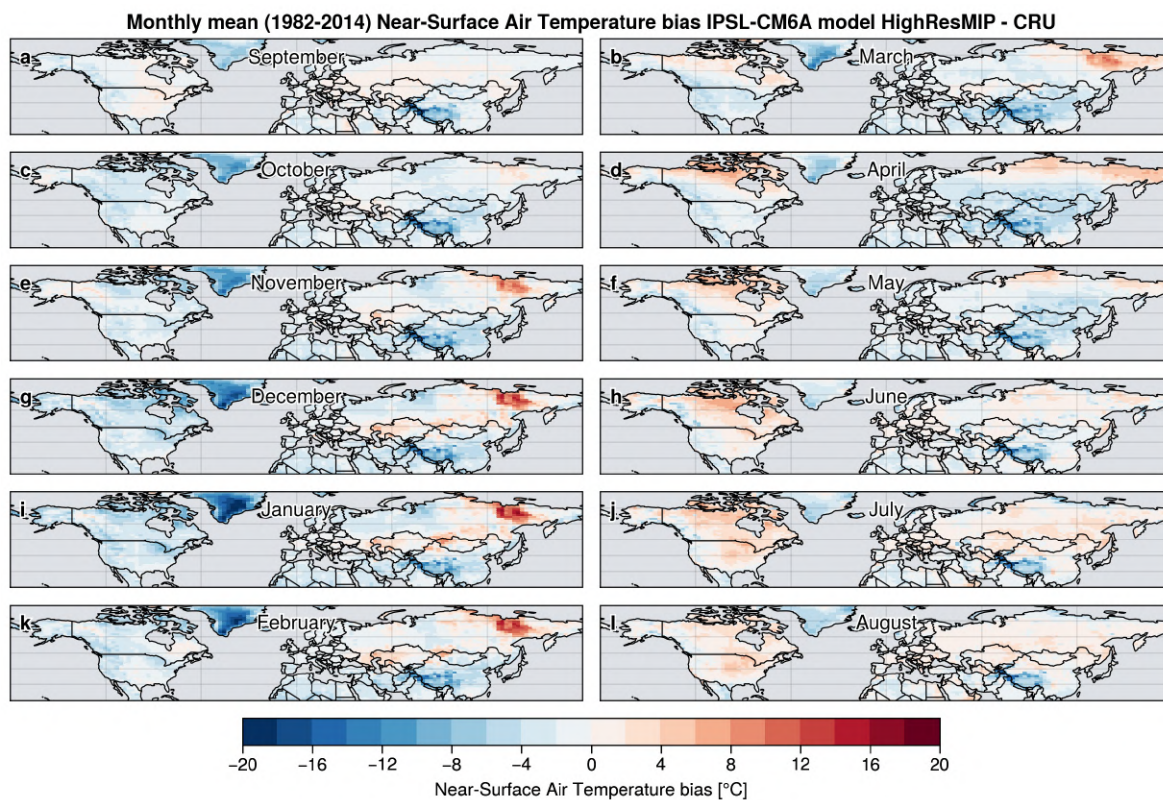 Monthly mean (1982-2014) Near-Surface Air Temperature bias IPSL-CM6A model HighResMIP - CRU
a September
b March
c October
d April
e November
f May
g December
h June
i January
j July
k February
l August
−20 −16 −12 −8 −4 0 4 8 12 16 20
Near-Surface Air Temperature bias [°C]